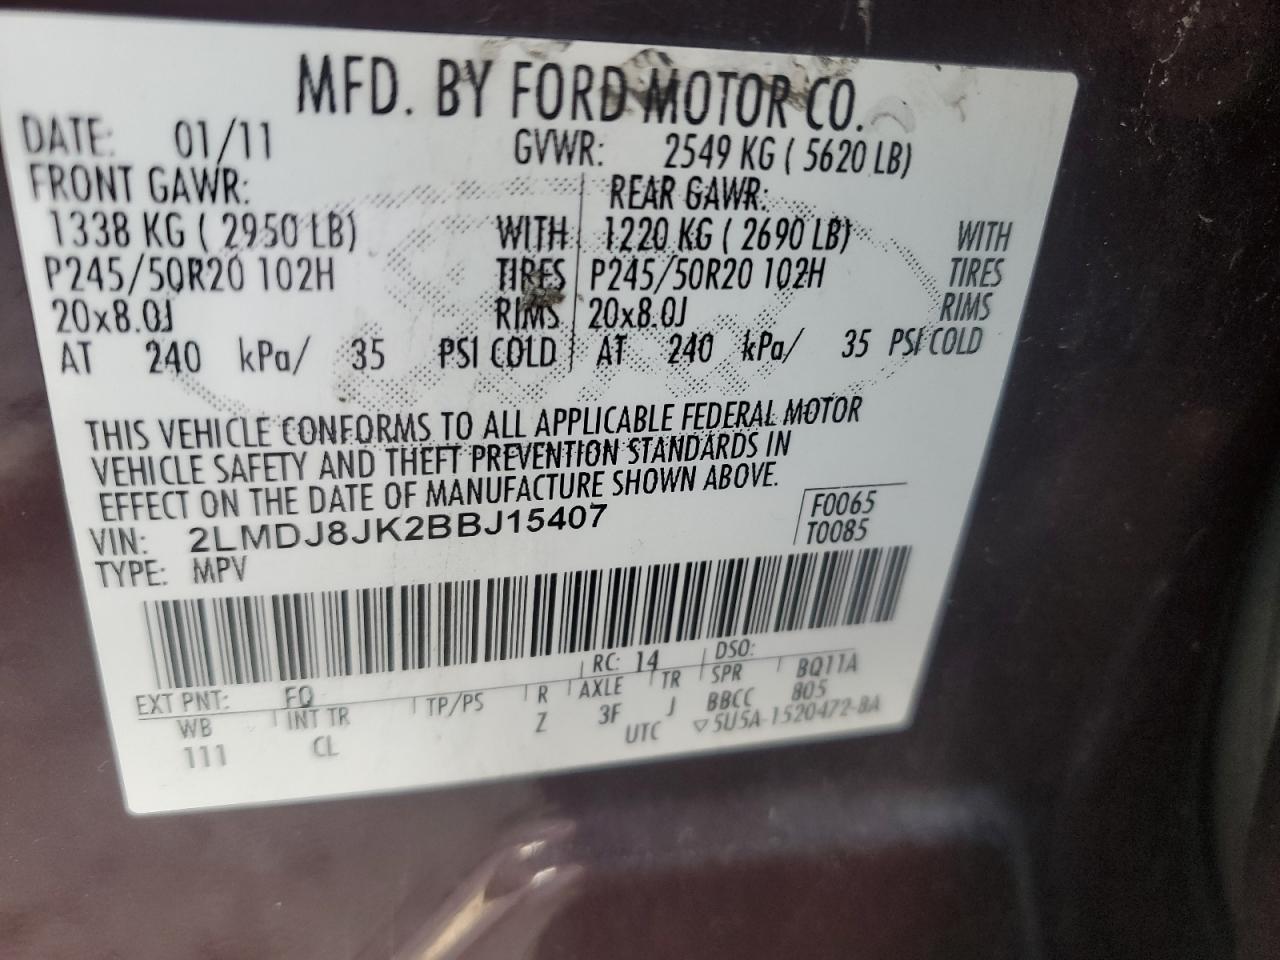 MFD. BY FORD MOTOR CO.
DATE: 01/11 GVWR: 2549 KG ( 5620 LB)
FRONT GAWR: REAR GAWR:
1338 KG ( 2950 LB) WITH 1220 KG ( 2690 LB) WITH
P245/50R20 102H TIRES P245/50R20 102H TIRES
20x8.0J RIMS 20x8.0J RIMS
AT 240 kPa/ 35 PSI COLD AT 240 kPa/ 35 PSI COLD
THIS VEHICLE CONFORMS TO ALL APPLICABLE FEDERAL MOTOR
VEHICLE SAFETY AND THEFT PREVENTION STANDARDS IN
EFFECT ON THE DATE OF MANUFACTURE SHOWN ABOVE.
VIN: 2LMDJ8JK2BBJ15407 F0065
TYPE: MPV T0085
EXT PNT: FQ RC: 14 DSO:
WB INT TR TP/PS R AXLE TR SPR BQ11A
111 CL Z 3F J BBCC 805
UTC ▽5U5A-1520472-BA